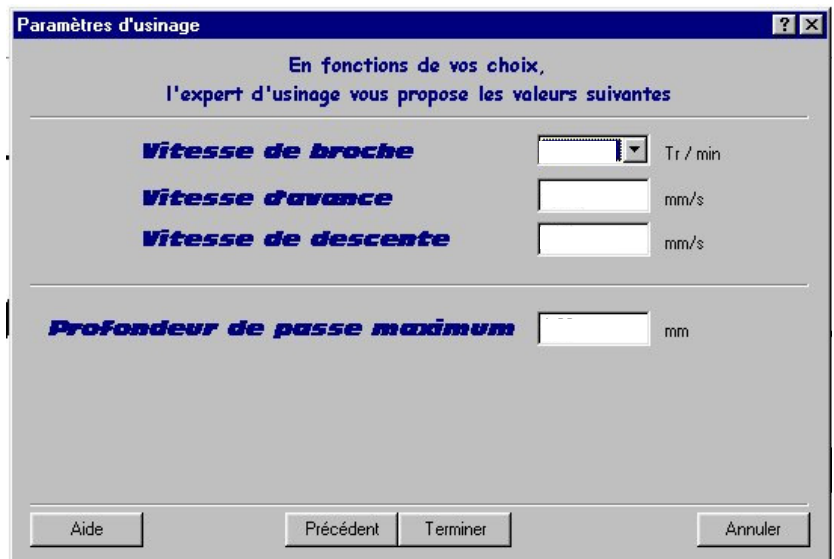 Paramètres d'usinage
En fonctions de vos choix,
l'expert d'usinage vous propose les valeurs suivantes
Vitesse de broche Tr / min
Vitesse d'avance mm/s
Vitesse de descente mm/s
Profondeur de passe maximum mm
Aide Précédent Terminer Annuler